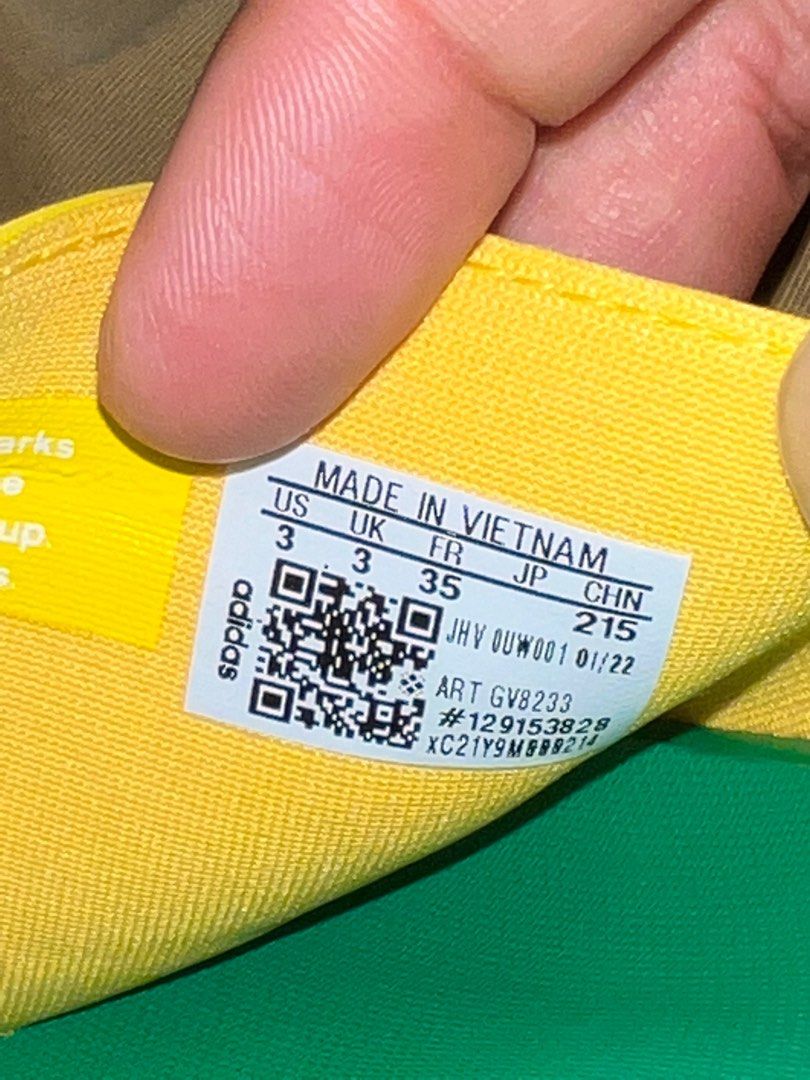 arks
e
up
s
MADE IN VIETNAM
US UK FR JP CHN
3 3 35 215
adidas
JHV 0UW001 01/22
ART GV8233
#129153828